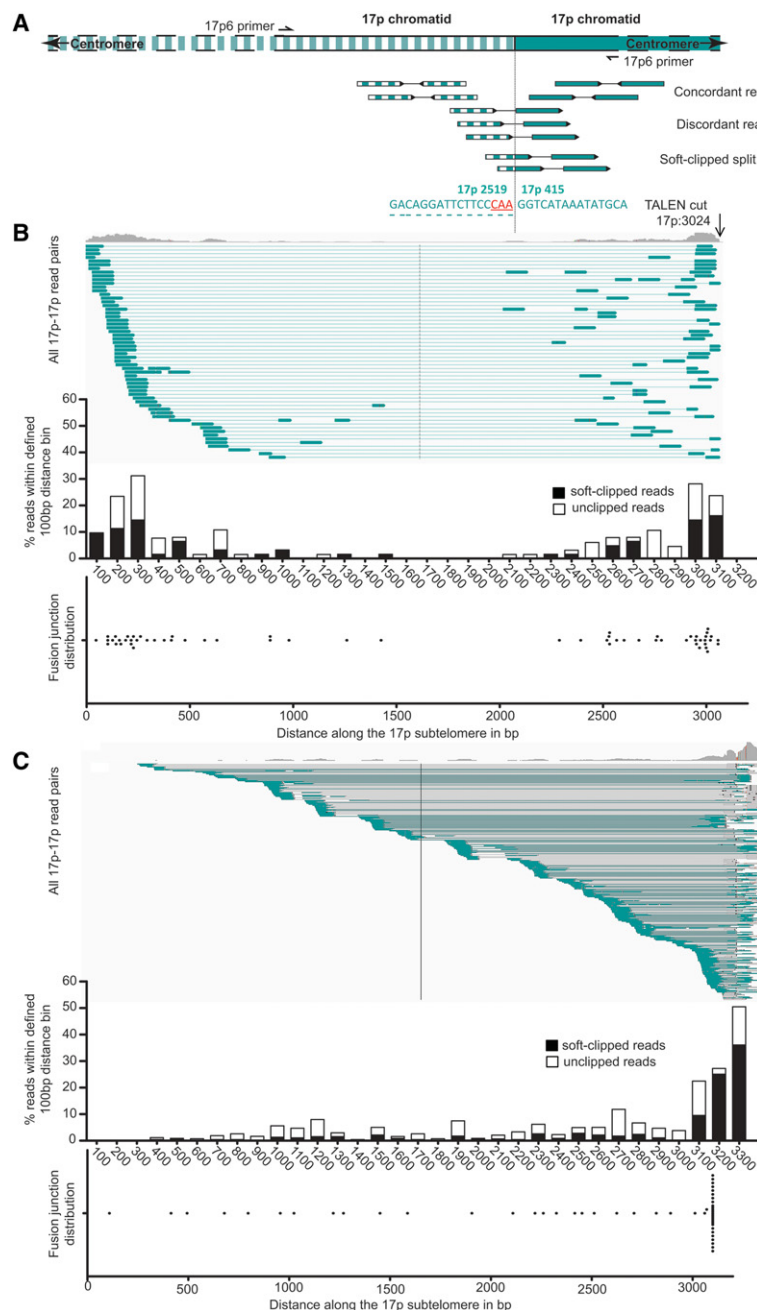 A
17p6 primer
17p chromatid
17p chromatid
Centromere
Centromere
17p6 primer
Concordant re
Discordant rea
Soft-clipped split
17p 2519
17p 415
GACAGGATTCTTCCCAA
GGTCATAAATATGCA
TALEN cut
17p:3024
B
All 17p-17p read pairs
60
50
40
30
20
10
0
% reads within defined
100bp distance bin
soft-clipped reads
unclipped reads
100 200 300 400 500 600 700 800 900 1000 1100 1200 1300 1400 1500 1600 1700 1800 1900 2000 2100 2200 2300 2400 2500 2600 2700 2800 2900 3000 3100 3200
Fusion junction
distribution
0 500 1000 1500 2000 2500 3000
Distance along the 17p subtelomere in bp
C
All 17p-17p read pairs
60
50
40
30
20
10
0
% reads within defined
100bp distance bin
soft-clipped reads
unclipped reads
100 200 300 400 500 600 700 800 900 1000 1100 1200 1300 1400 1500 1600 1700 1800 1900 2000 2100 2200 2300 2400 2500 2600 2700 2800 2900 3000 3100 3200 3300
Fusion junction
distribution
0 500 1000 1500 2000 2500 3000
Distance along the 17p subtelomere in bp